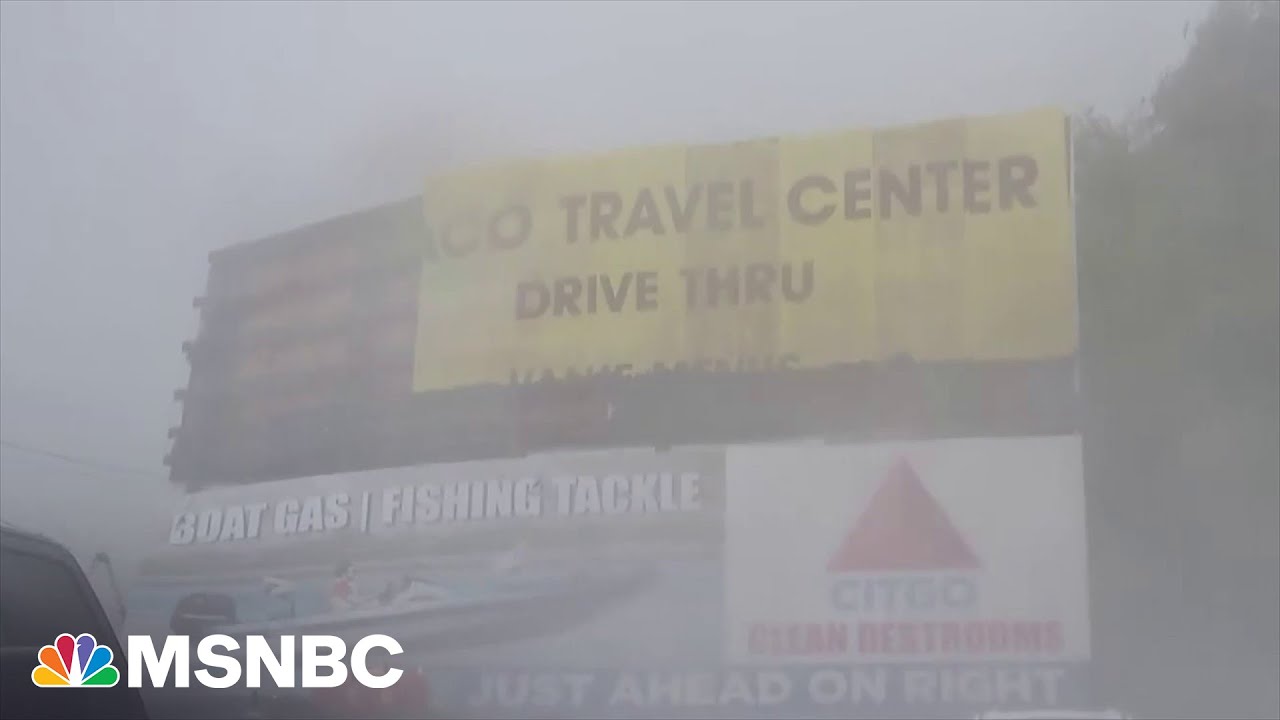 CO TRAVEL CENTER
DRIVE THRU
BOAT GAS | FISHING TACKLE
CITGO
CLEAN RESTROOMS
JUST AHEAD ON RIGHT
MSNBC